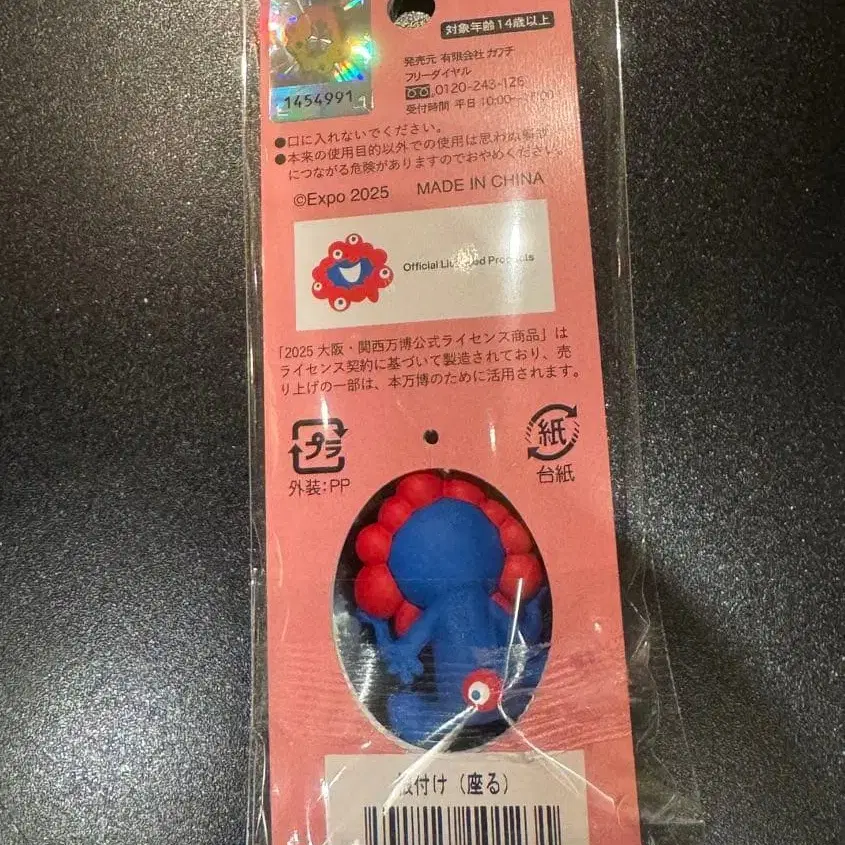 1454991
対象年齢14歳以上
発売元 有限会社 カワチ
フリーダイヤル
0120-243-128
受付時間 平日 10:00
●口に入れないでください。
●本来の使用目的以外での使用は思わぬ
につながる危険がありますのでおやめください。
©Expo 2025 MADE IN CHINA
Official Licensed Products
「2025 大阪・関西万博公式ライセンス商品」は
ライセンス契約に基づいて製造されており、売
り上げの一部は、本万博のために活用されます。
プラ
外装:PP
紙
台紙
根付け（座る）